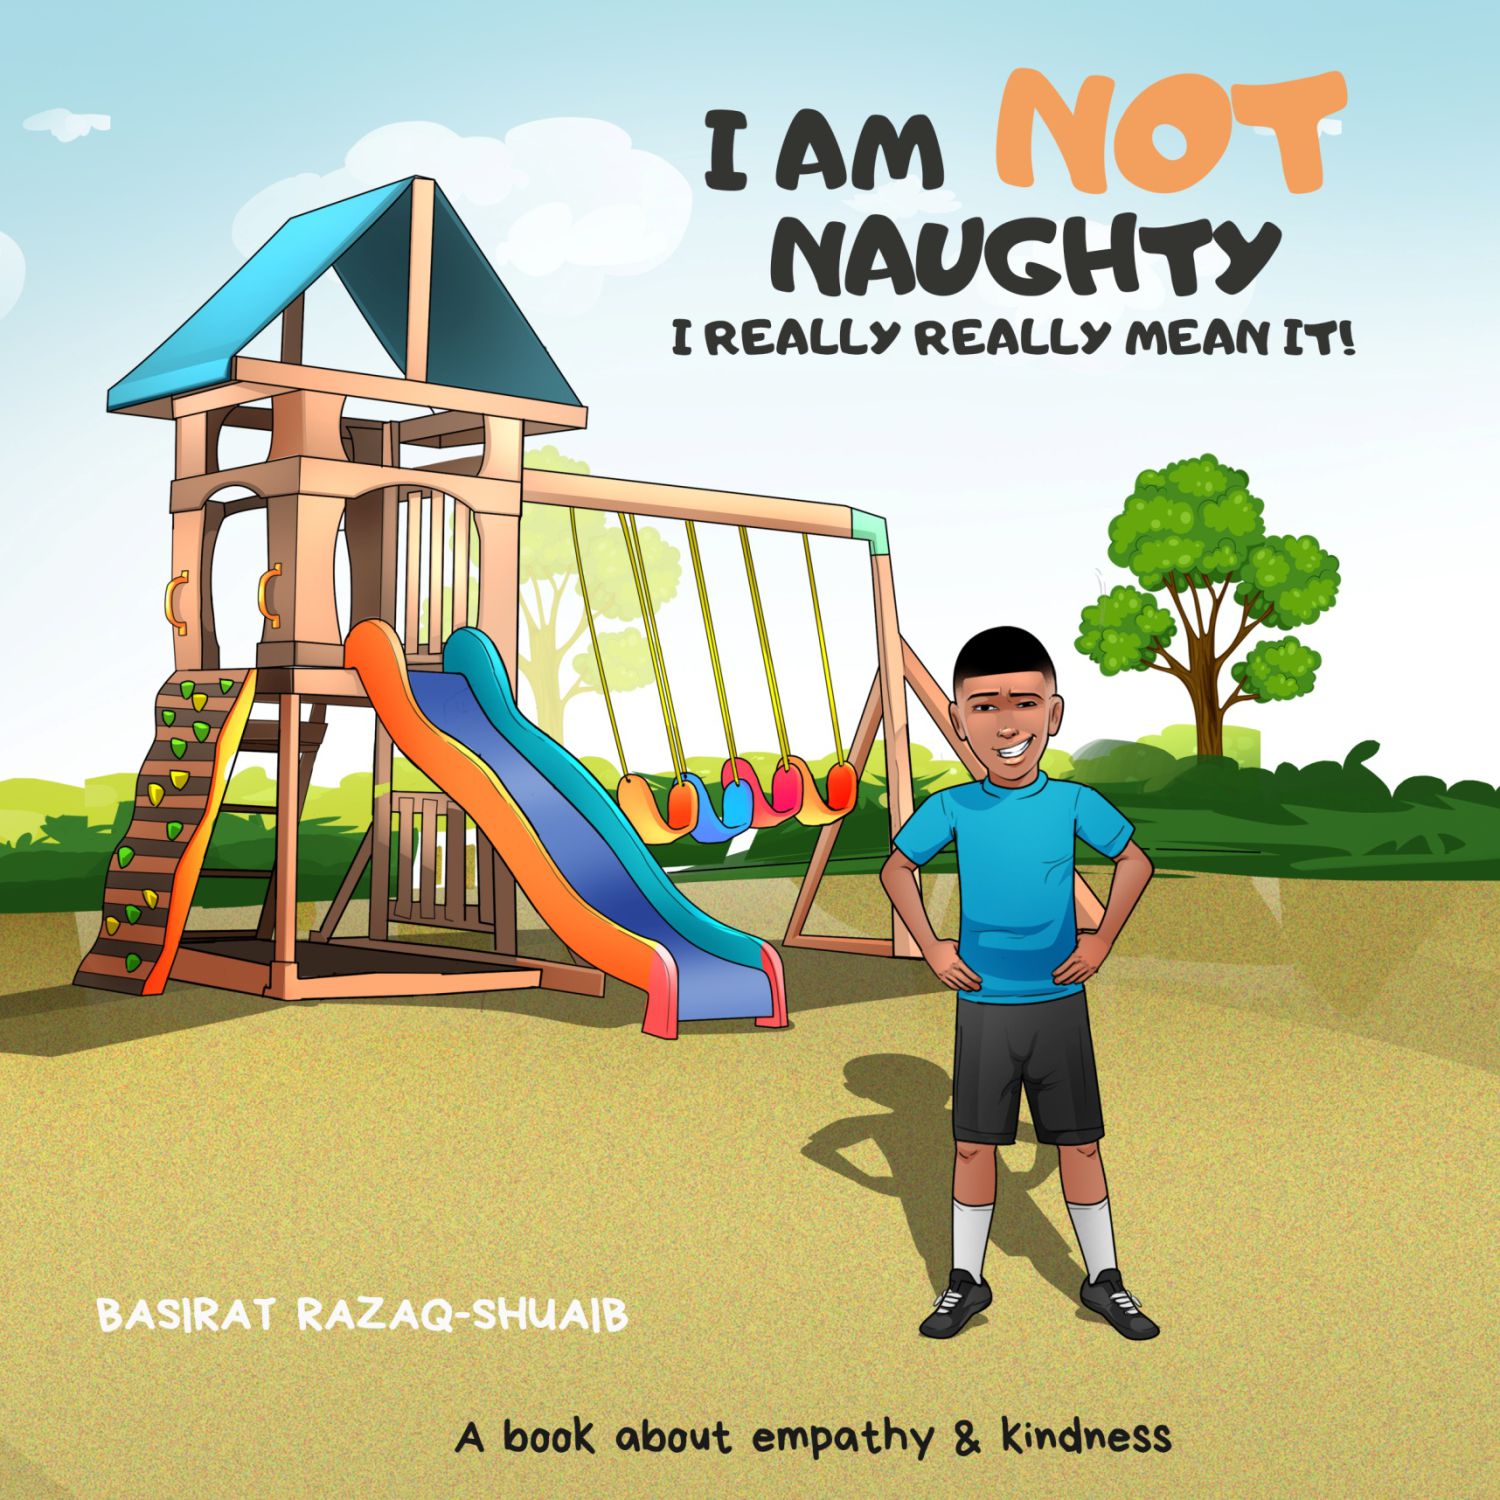 I AM NOT
NAUGHTY
I REALLY REALLY MEAN IT!
BASIRAT RAZAQ-SHUAIB
A book about empathy & kindness